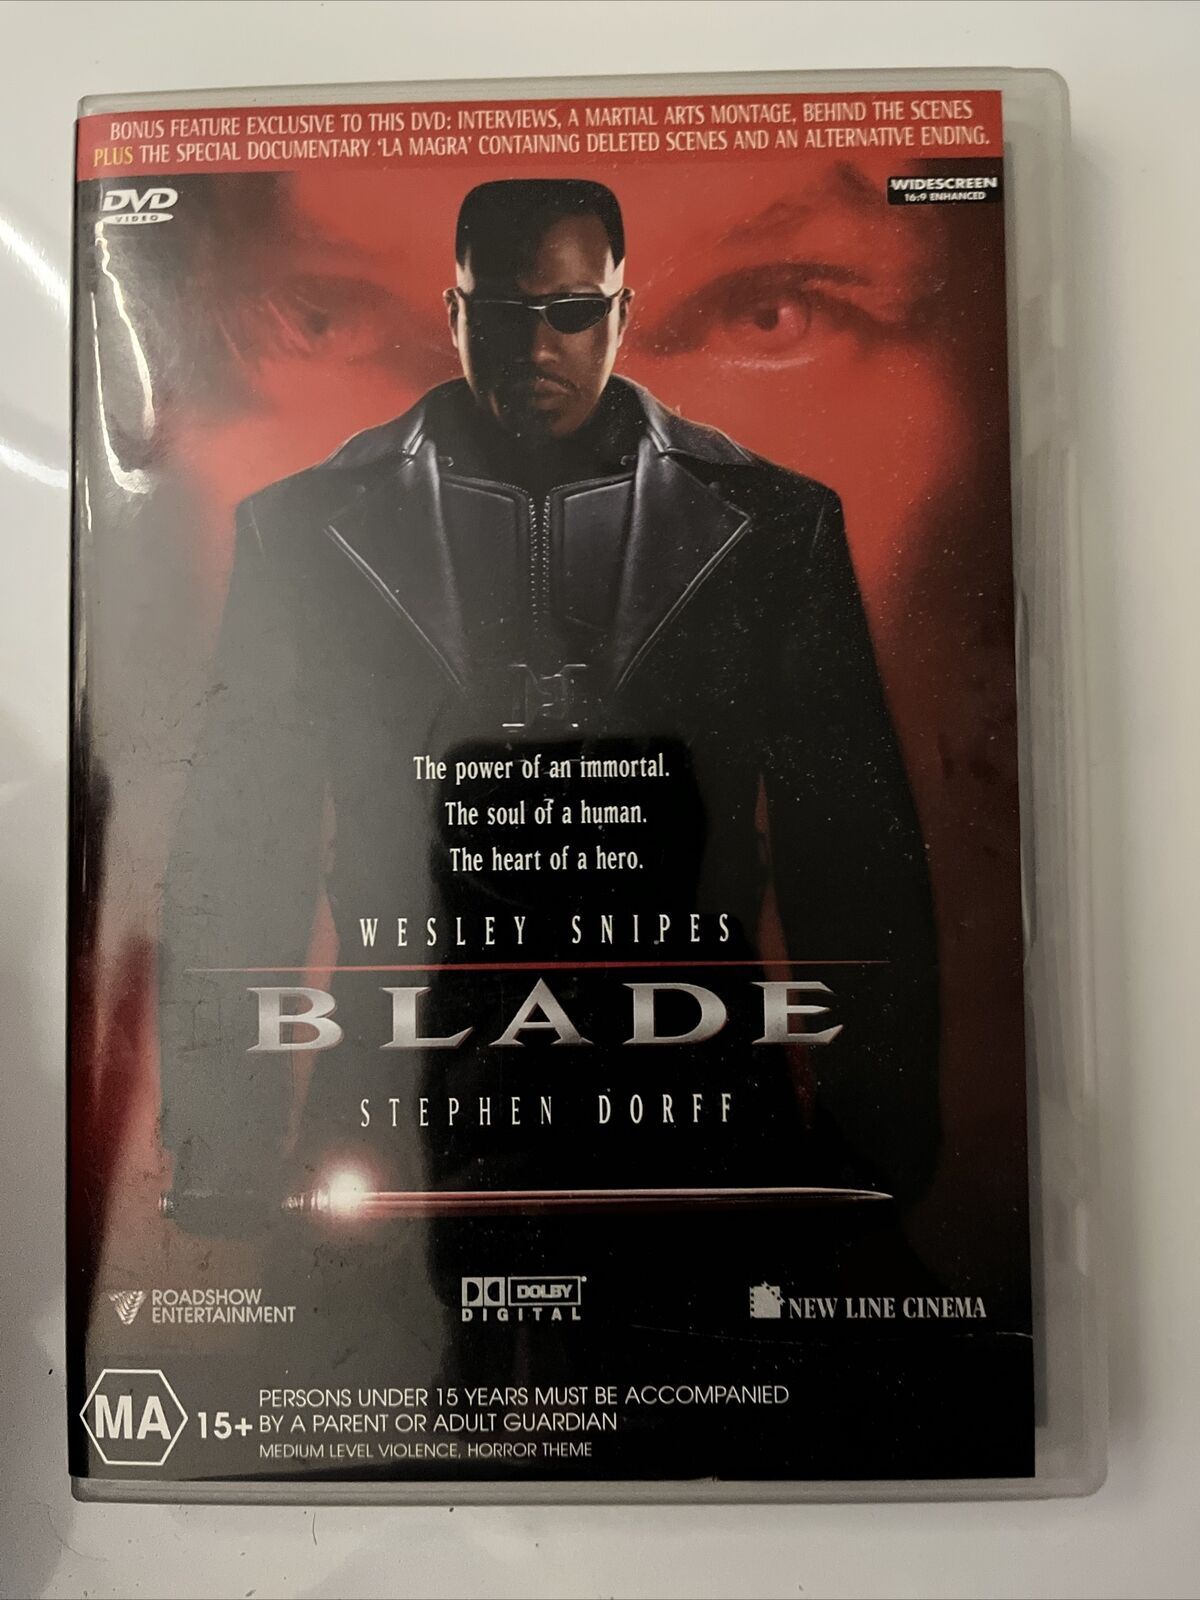 BONUS FEATURE EXCLUSIVE TO THIS DVD: INTERVIEWS, A MARTIAL ARTS MONTAGE, BEHIND THE SCENES
PLUS THE SPECIAL DOCUMENTARY 'LA MAGRA' CONTAINING DELETED SCENES AND AN ALTERNATIVE ENDING.
DVD
VIDEO
WIDESCREEN
16:9 ENHANCED
The power of an immortal.
The soul of a human.
The heart of a hero.
WESLEY SNIPES
BLADE
STEPHEN DORFF
ROADSHOW
ENTERTAINMENT
DOLBY
DIGITAL
NEW LINE CINEMA
MA 15+
PERSONS UNDER 15 YEARS MUST BE ACCOMPANIED
BY A PARENT OR ADULT GUARDIAN
MEDIUM LEVEL VIOLENCE, HORROR THEME